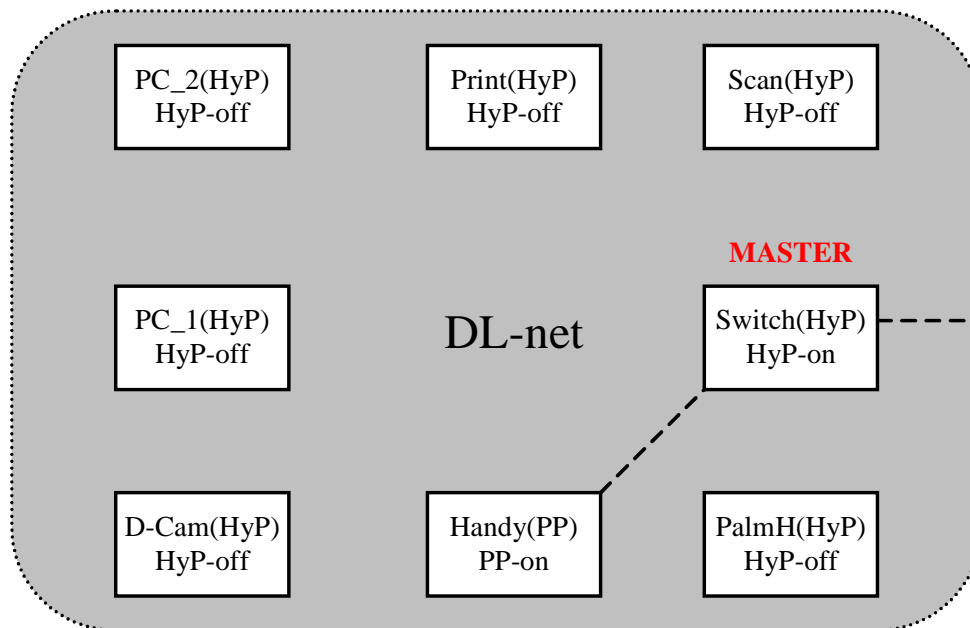 PC_2(HyP)
HyP-off
Print(HyP)
HyP-off
Scan(HyP)
HyP-off
MASTER
PC_1(HyP)
HyP-off
DL-net
Switch(HyP)
HyP-on
D-Cam(HyP)
HyP-off
Handy(PP)
PP-on
PalmH(HyP)
HyP-off